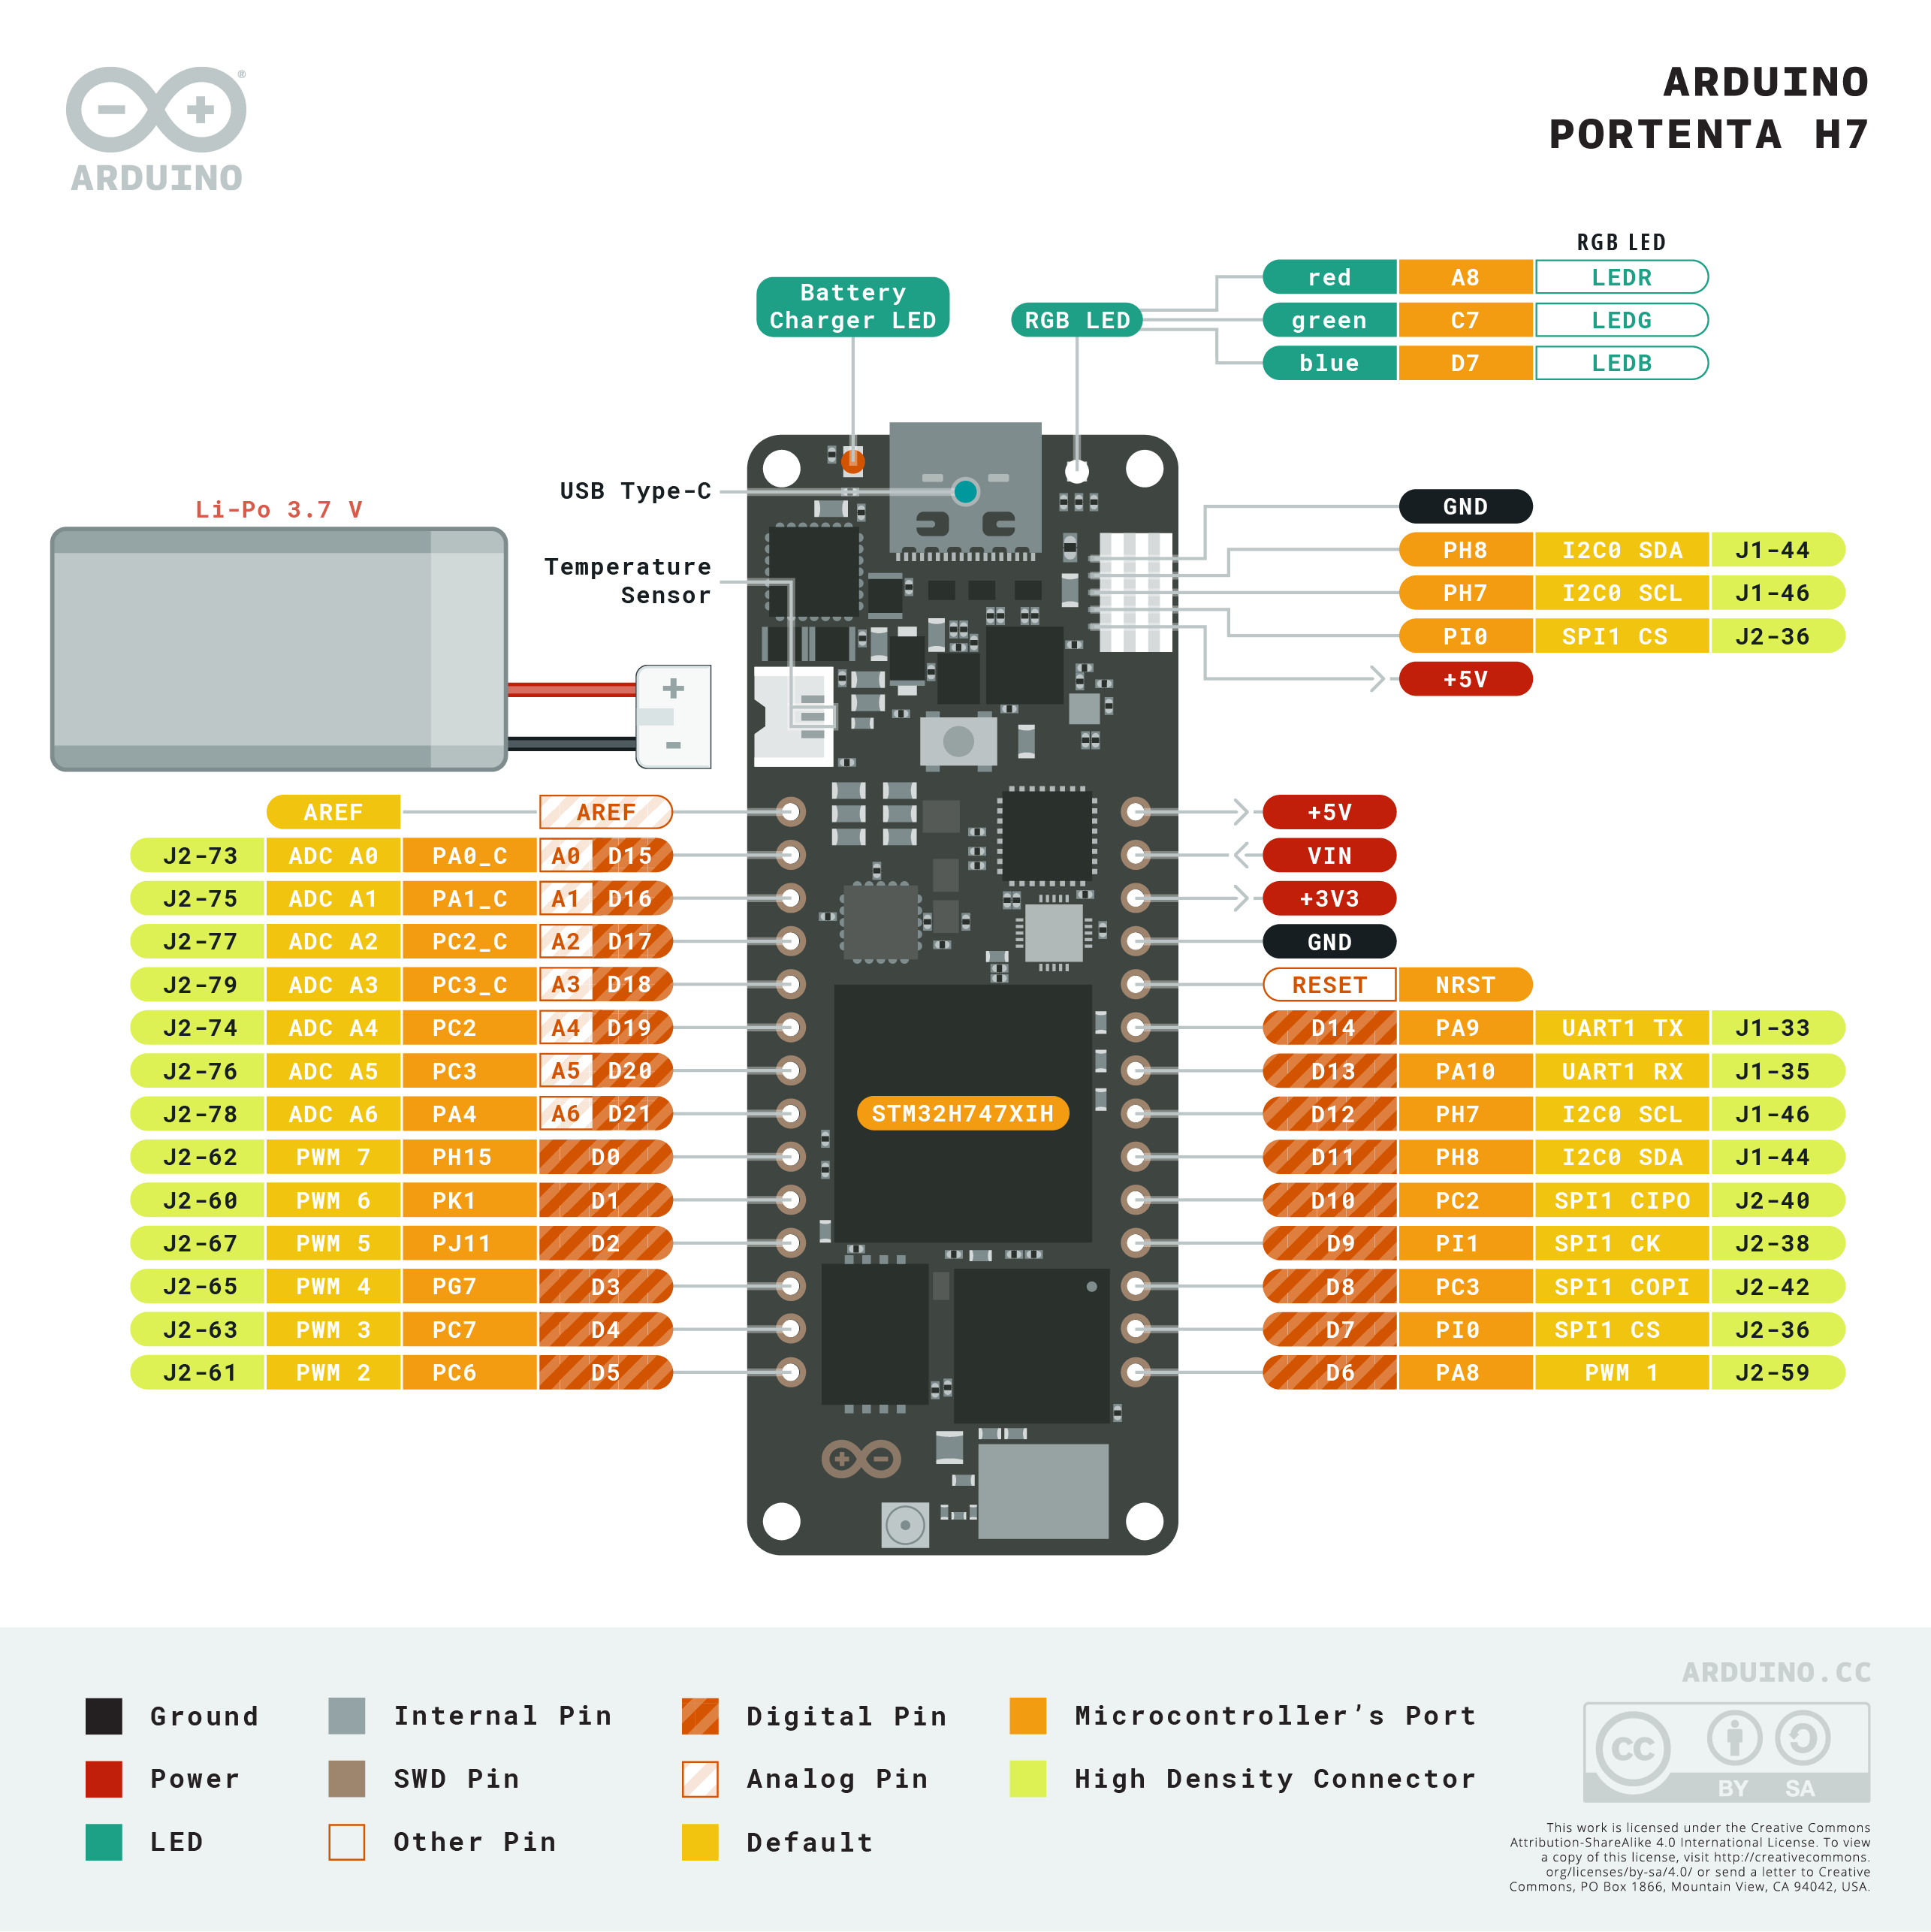 ARDUINO
ARDUINO
PORTENTA H7
RGB LED
Battery
Charger LED
RGB LED
red A8 LEDR
green C7 LEDG
blue D7 LEDB
USB Type-C
Temperature
Sensor
Li-Po 3.7 V
+
-
GND
PH8 I2C0 SDA J1-44
PH7 I2C0 SCL J1-46
PI0 SPI1 CS J2-36
+5V
AREF AREF
J2-73 ADC A0 PA0_C A0 D15
J2-75 ADC A1 PA1_C A1 D16
J2-77 ADC A2 PC2_C A2 D17
J2-79 ADC A3 PC3_C A3 D18
J2-74 ADC A4 PC2 A4 D19
J2-76 ADC A5 PC3 A5 D20
J2-78 ADC A6 PA4 A6 D21
J2-62 PWM 7 PH15 D0
J2-60 PWM 6 PK1 D1
J2-67 PWM 5 PJ11 D2
J2-65 PWM 4 PG7 D3
J2-63 PWM 3 PC7 D4
J2-61 PWM 2 PC6 D5
STM32H747XIH
+5V
VIN
+3V3
GND
RESET NRST
D14 PA9 UART1 TX J1-33
D13 PA10 UART1 RX J1-35
D12 PH7 I2C0 SCL J1-46
D11 PH8 I2C0 SDA J1-44
D10 PC2 SPI1 CIPO J2-40
D9 PI1 SPI1 CK J2-38
D8 PC3 SPI1 COPI J2-42
D7 PI0 SPI1 CS J2-36
D6 PA8 PWM 1 J2-59
Ground
Power
LED
Internal Pin
SWD Pin
Other Pin
Digital Pin
Analog Pin
Default
Microcontroller's Port
High Density Connector
ARDUINO.CC
CC
BY SA
This work is licensed under the Creative Commons
Attribution-ShareAlike 4.0 International License. To view
a copy of this license, visit http://creativecommons.
org/licenses/by-sa/4.0/ or send a letter to Creative
Commons, PO Box 1866, Mountain View, CA 94042, USA.